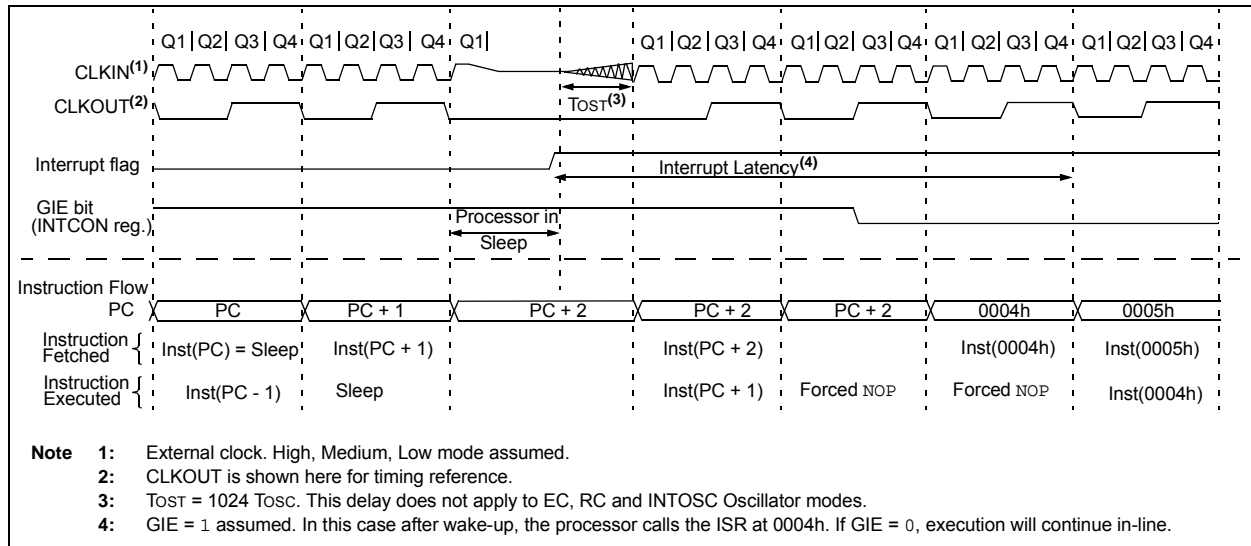 Q1 Q2 Q3 Q4 Q1 Q2 Q3 Q4 Q1 Q1 Q2 Q3 Q4 Q1 Q2 Q3 Q4 Q1 Q2 Q3 Q4 Q1 Q2 Q3 Q4
CLKIN(1)
CLKOUT(2)
TOST(3)
Interrupt flag
Interrupt Latency(4)
GIE bit
(INTCON reg.)
Processor in
Sleep
Instruction Flow
PC PC PC + 1 PC + 2 PC + 2 PC + 2 0004h 0005h
Instruction
Fetched
Inst(PC) = Sleep Inst(PC + 1) Inst(PC + 2) Inst(0004h) Inst(0005h)
Instruction
Executed
Inst(PC - 1) Sleep Inst(PC + 1) Forced NOP Forced NOP Inst(0004h)
Note 1: External clock. High, Medium, Low mode assumed.
2: CLKOUT is shown here for timing reference.
3: TOST = 1024 TOSC. This delay does not apply to EC, RC and INTOSC Oscillator modes.
4: GIE = 1 assumed. In this case after wake-up, the processor calls the ISR at 0004h. If GIE = 0, execution will continue in-line.